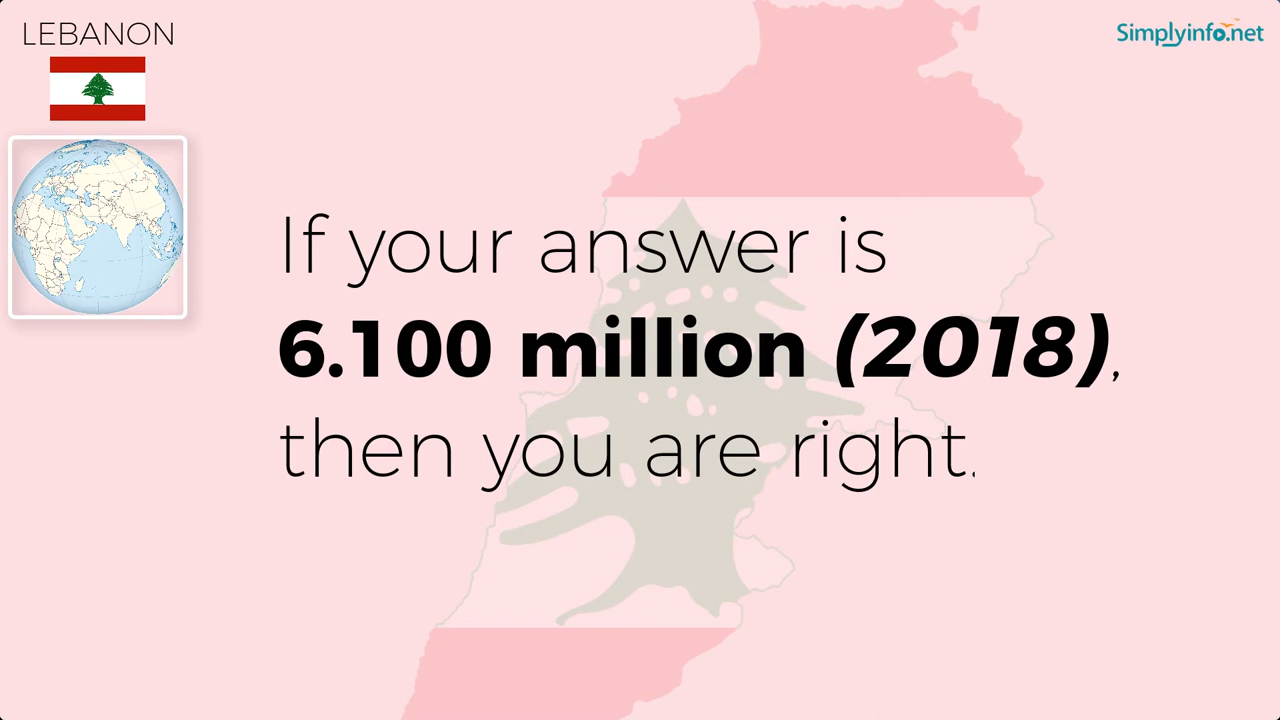 LEBANON
Simplyinfo.net
If your answer is
6.100 million (2018),
then you are right.